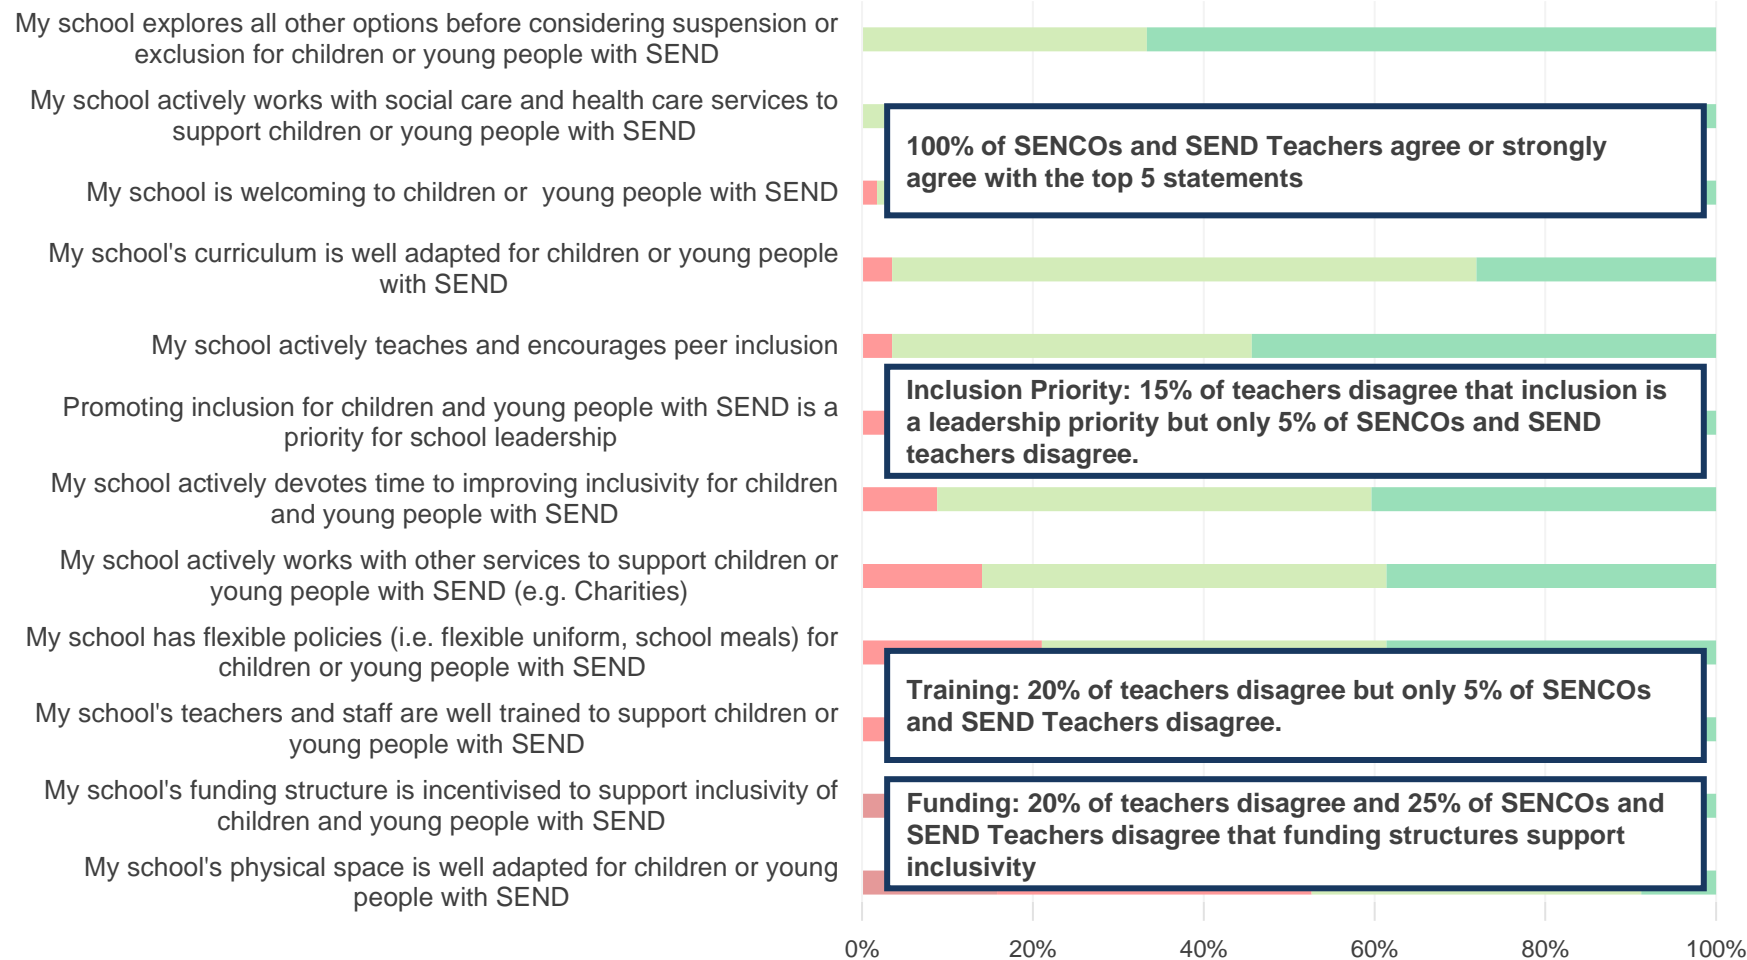 My school explores all other options before considering suspension or
exclusion for children or young people with SEND
My school actively works with social care and health care services to
support children or young people with SEND
100% of SENCOs and SEND Teachers agree or strongly
agree with the top 5 statements
My school is welcoming to children or  young people with SEND
My school's curriculum is well adapted for children or young people
with SEND
My school actively teaches and encourages peer inclusion
Promoting inclusion for children and young people with SEND is a
priority for school leadership
Inclusion Priority: 15% of teachers disagree that inclusion is
a leadership priority but only 5% of SENCOs and SEND
teachers disagree.
My school actively devotes time to improving inclusivity for children
and young people with SEND
My school actively works with other services to support children or
young people with SEND (e.g. Charities)
My school has flexible policies (i.e. flexible uniform, school meals) for
children or young people with SEND
My school's teachers and staff are well trained to support children or
young people with SEND
Training: 20% of teachers disagree but only 5% of SENCOs
and SEND Teachers disagree.
My school's funding structure is incentivised to support inclusivity of
children and young people with SEND
Funding: 20% of teachers disagree and 25% of SENCOs and
SEND Teachers disagree that funding structures support
inclusivity
My school's physical space is well adapted for children or young
people with SEND
0% 20% 40% 60% 80% 100%